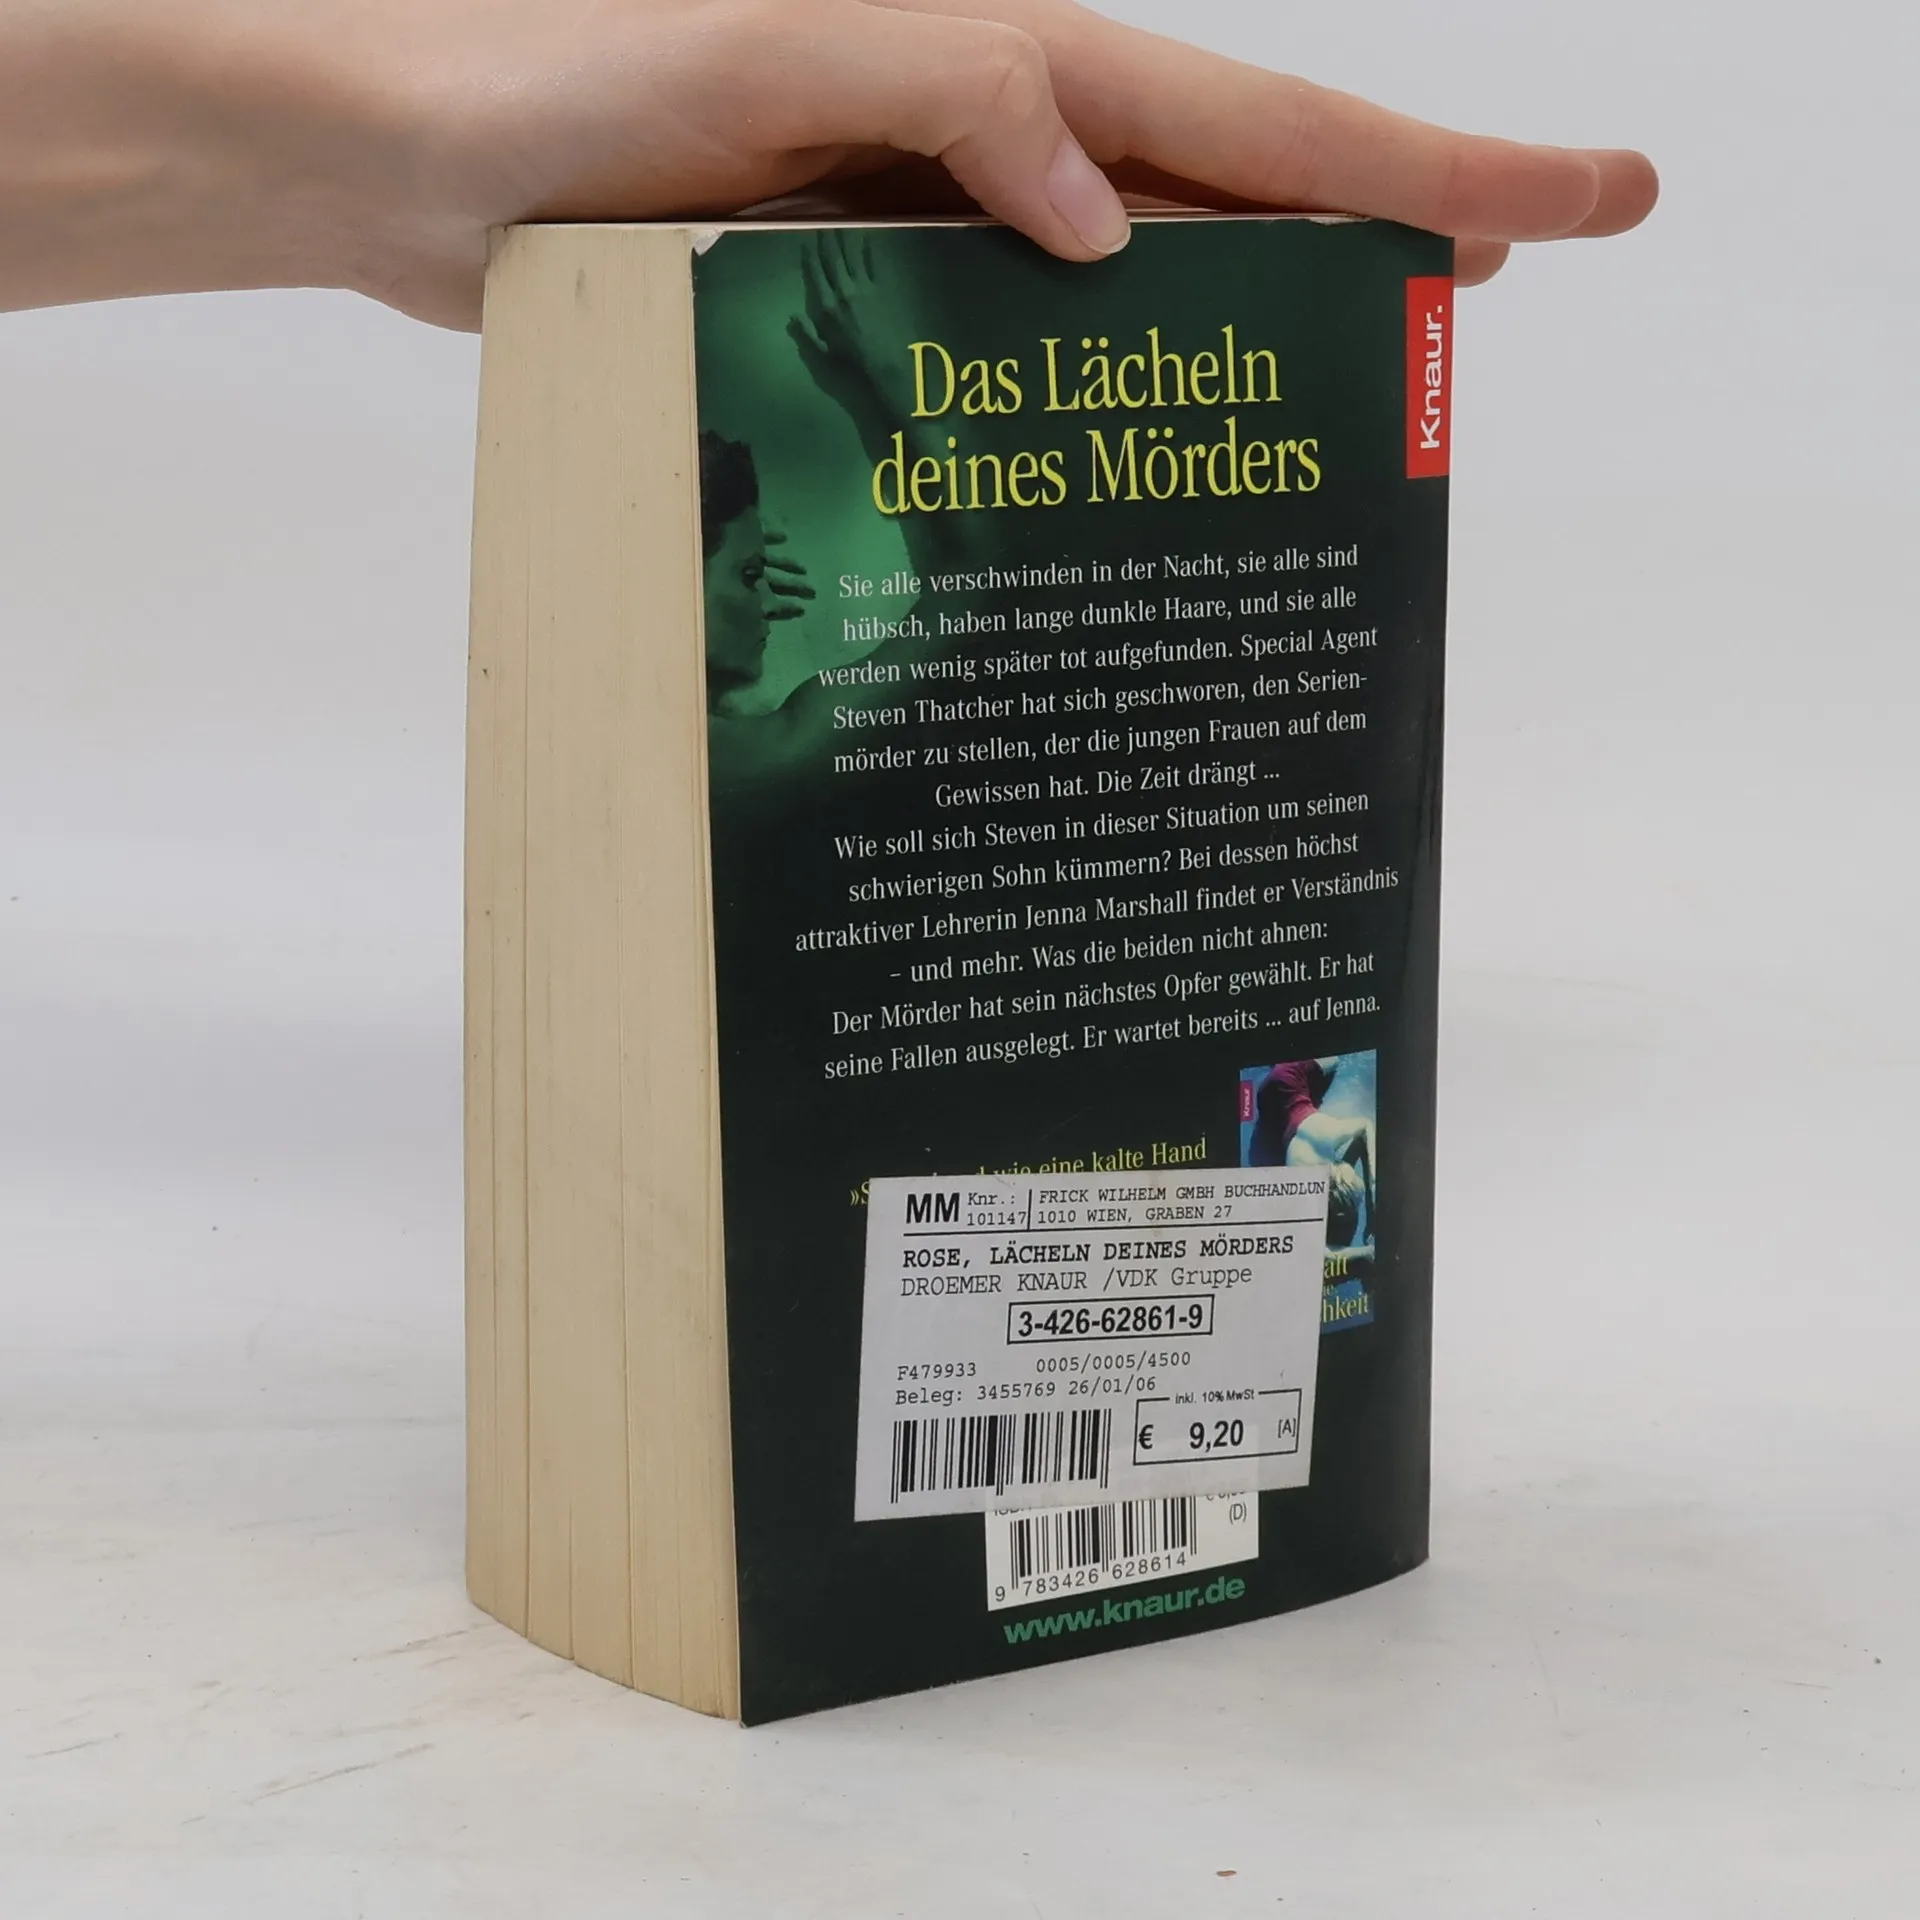 Knaur.
Das Lächeln
deines Mörders
Sie alle verschwinden in der Nacht, sie alle sind
hübsch, haben lange dunkle Haare, und sie alle
werden wenig später tot aufgefunden. Special Agent
Steven Thatcher hat sich geschworen, den Serien-
mörder zu stellen, der die jungen Frauen auf dem
Gewissen hat. Die Zeit drängt ...
Wie soll sich Steven in dieser Situation um seinen
schwierigen Sohn kümmern? Bei dessen höchst
attraktiver Lehrerin Jenna Marshall findet er Verständnis
– und mehr. Was die beiden nicht ahnen:
Der Mörder hat sein nächstes Opfer gewählt. Er hat
seine Fallen ausgelegt. Er wartet bereits ... auf Jenna.
Knaur
wie eine kalte Hand
MM Knr.: FRICK WILHELM GMBH BUCHHANDLUN
101147 1010 WIEN, GRABEN 27
ROSE, LÄCHELN DEINES MÖRDERS
DROEMER KNAUR /VDK Gruppe
3-426-62861-9
F479933 0005/0005/4500
Beleg: 3455769 26/01/06
inkl. 10% MwSt
€ 9,20 [A]
(D)
9 783426 628614
www.knaur.de